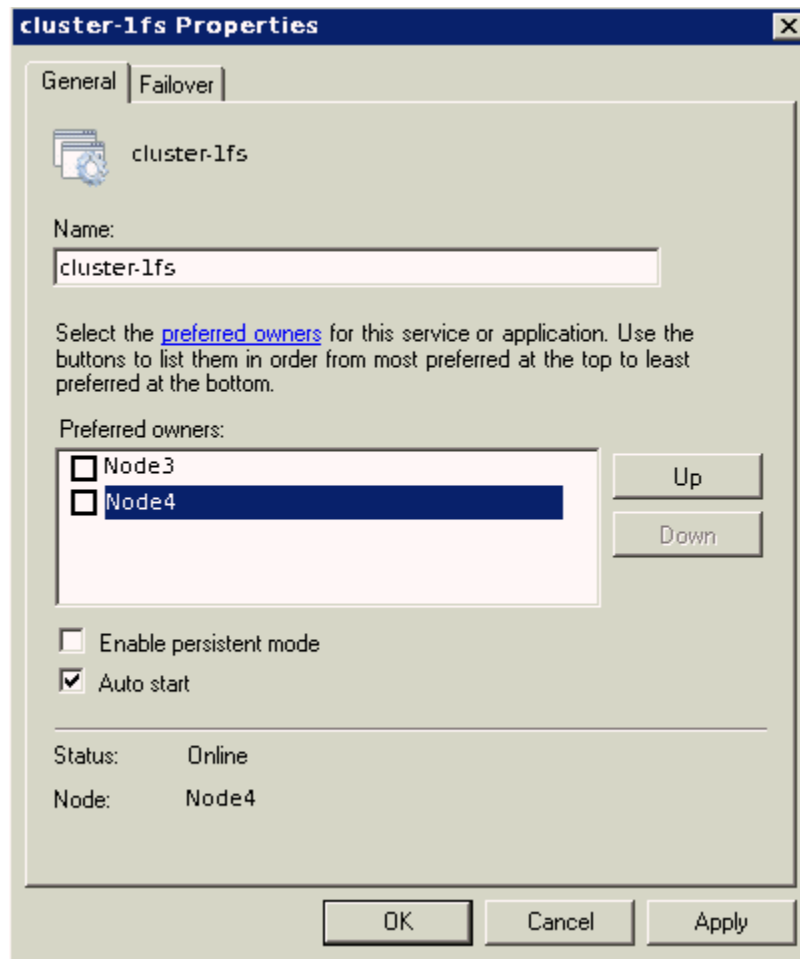 cluster-1fs Properties
General
Failover
cluster-1fs
Name:
cluster-1fs
Select the preferred owners for this service or application. Use the
buttons to list them in order from most preferred at the top to least
preferred at the bottom.
Preferred owners:
Node3
Node4
Up
Down
Enable persistent mode
Auto start
Status: Online
Node: Node4
OK Cancel Apply